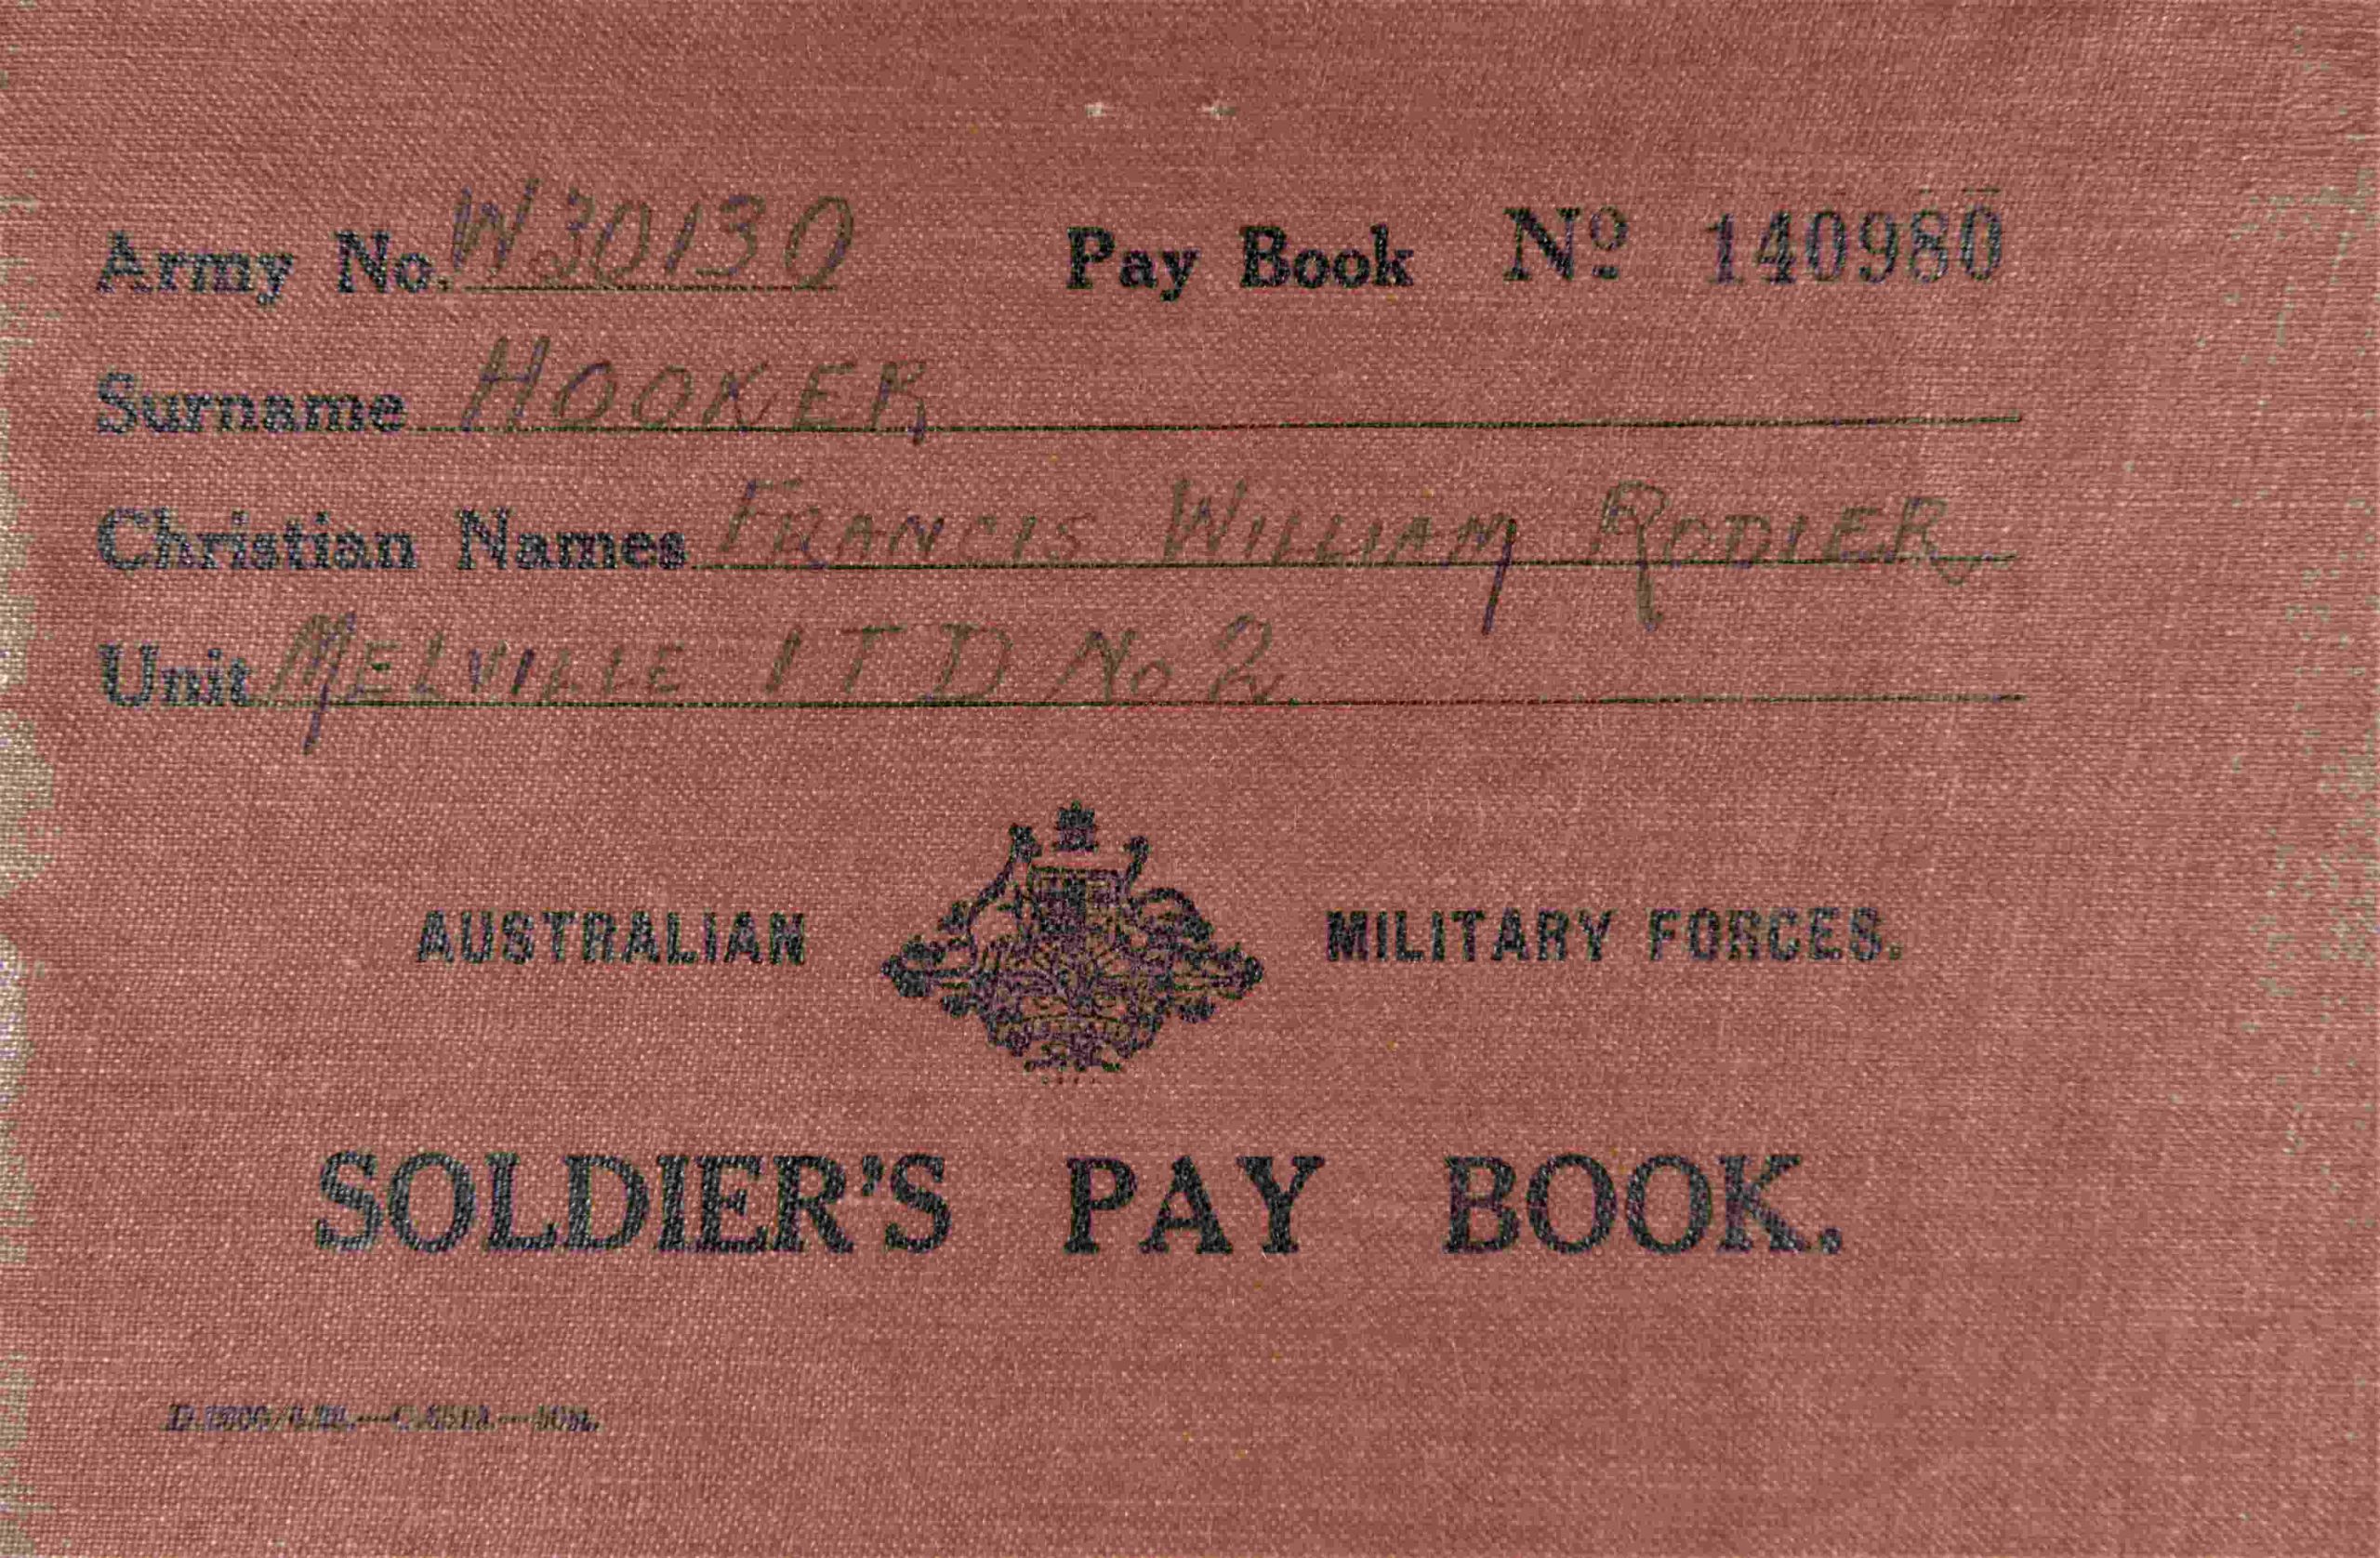 Army No. W30130 Pay Book Nº 140980
Surname HOOKER
Christian Names FRANCIS WILLIAM RODIER
Unit MELVILLE ITD No 2
AUSTRALIAN MILITARY FORCES.
SOLDIER'S PAY BOOK.